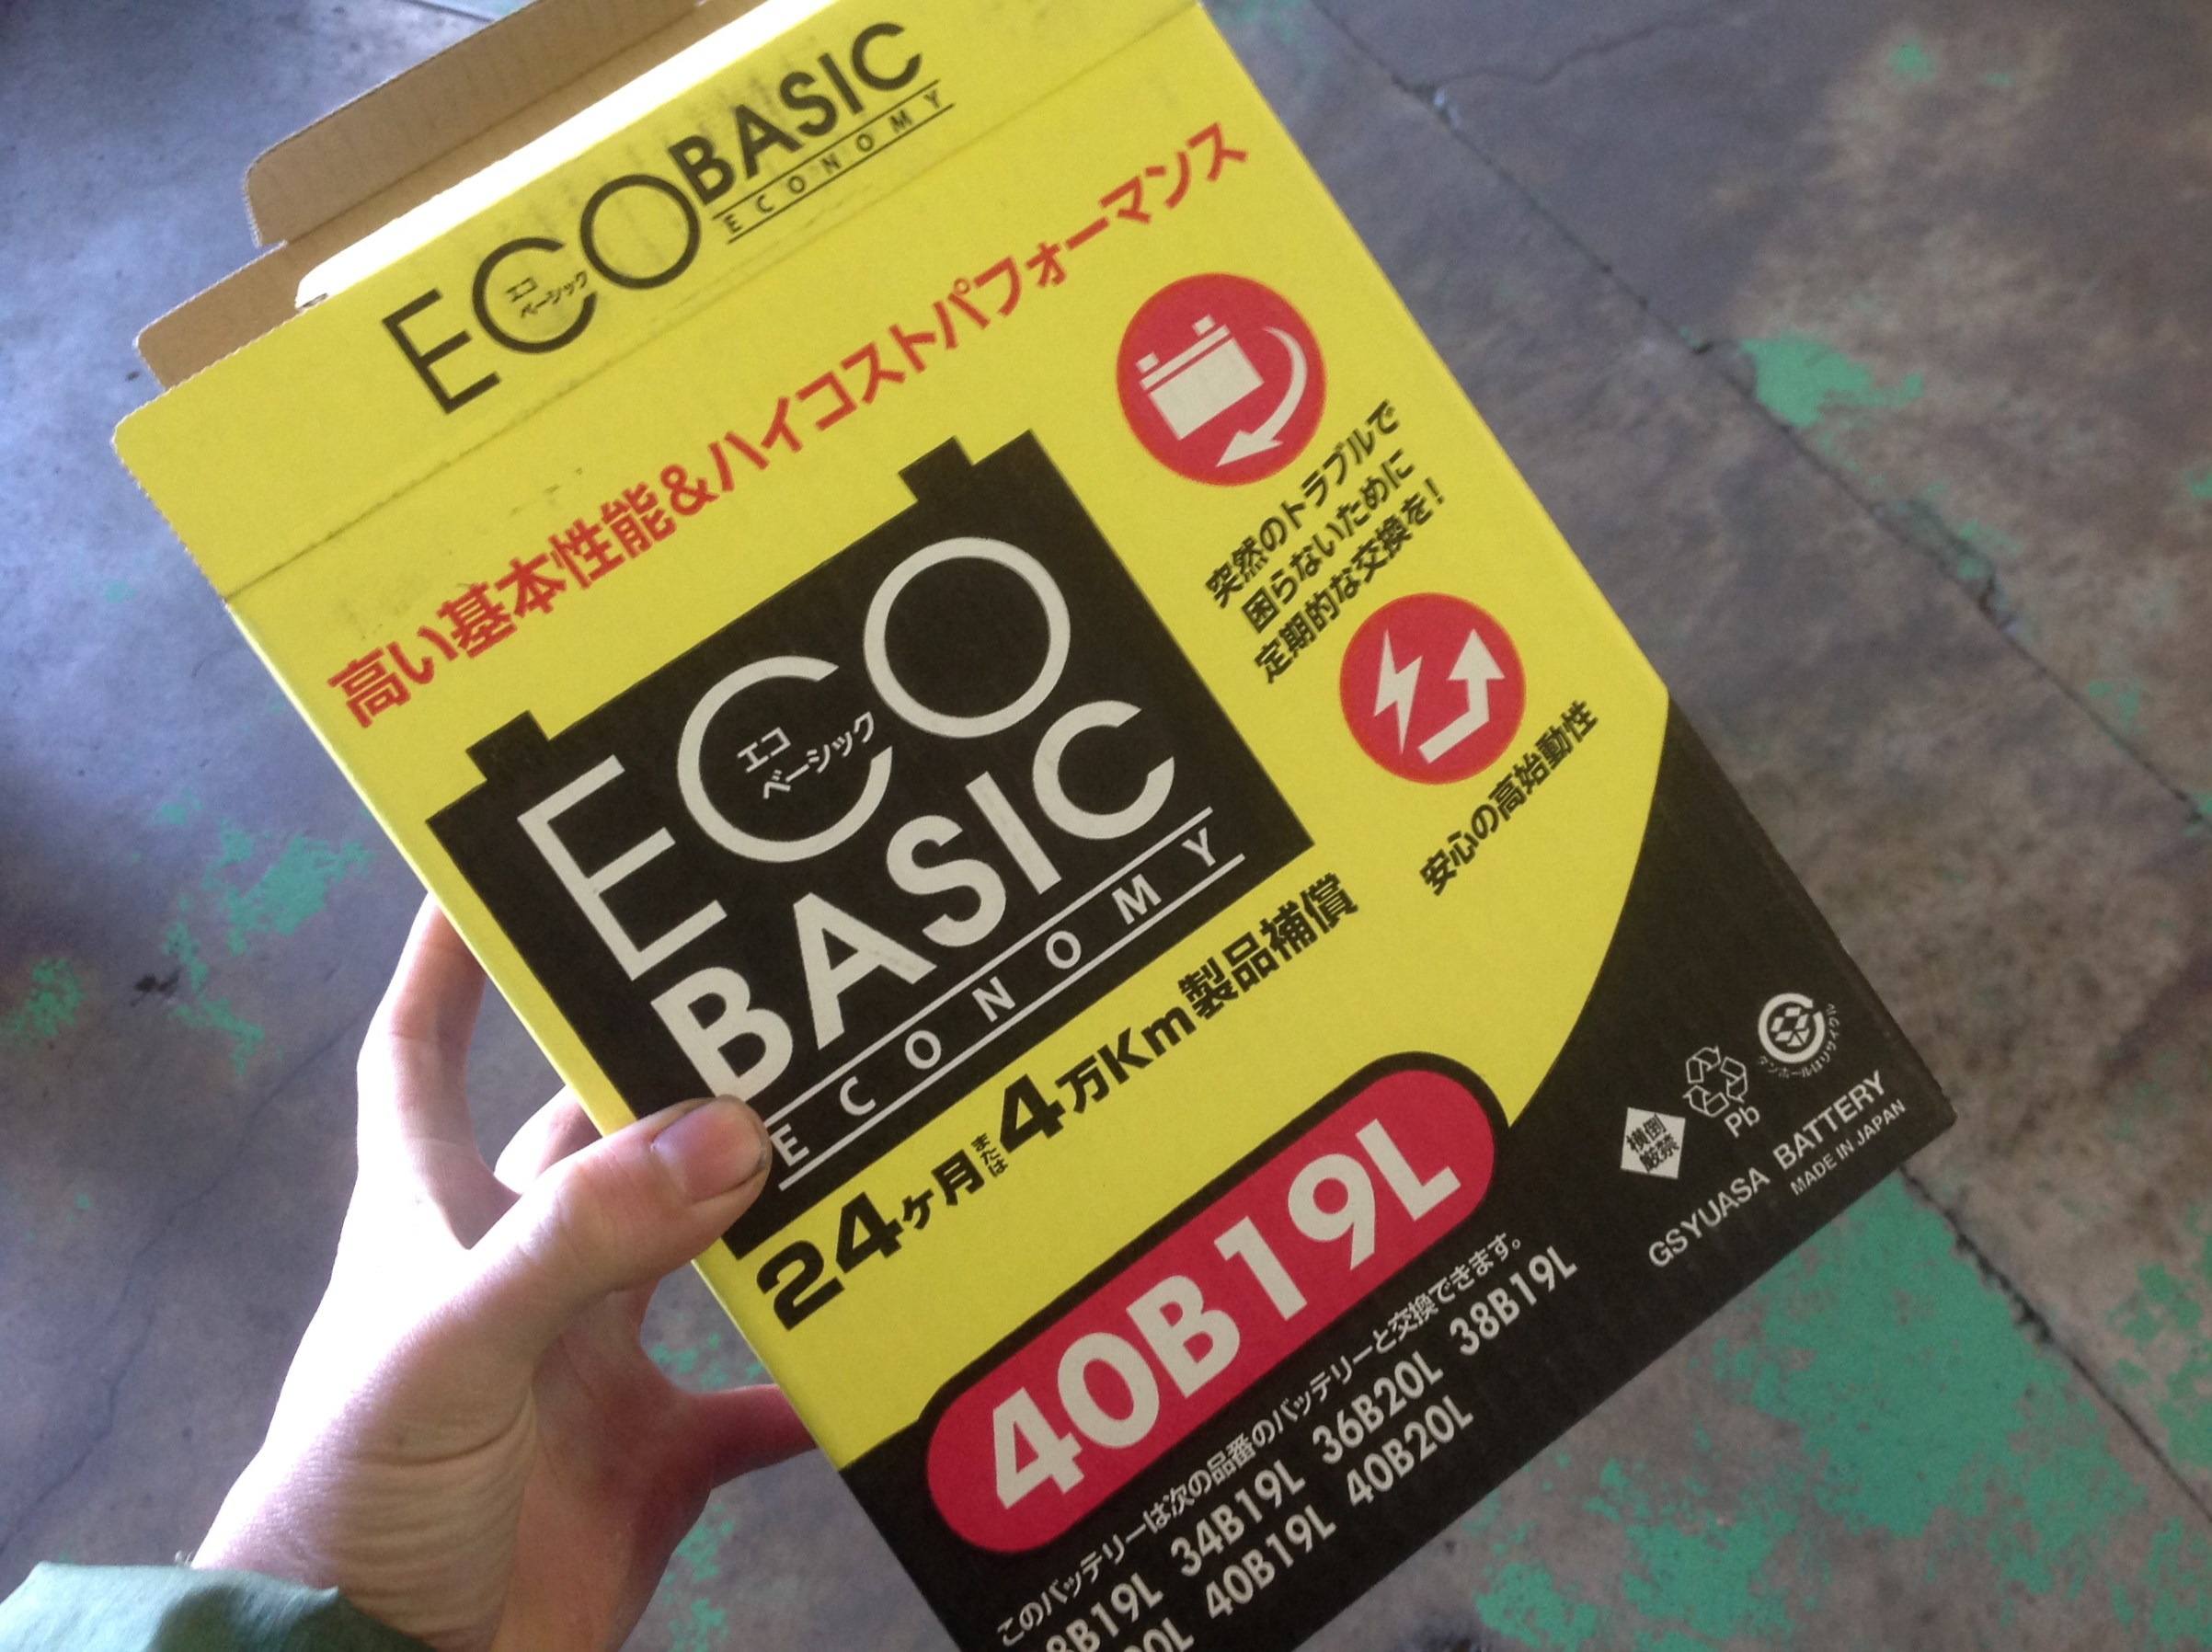 ECOBASIC
エコ
ベーシック
ECONOMY
高い基本性能&ハイコストパフォーマンス
突然のトラブルで
困らないために
定期的な交換を!
ECO
エコ
ベーシック
BASIC
ECONOMY
安心の高始動性
24ヶ月または4万Km製品補償
40B19L
このバッテリーは次の品番のバッテリーと交換できます。
34B19L 36B20L 38B19L
40B19L 40B20L
横倒
厳禁
Pb
GSYUASA BATTERY
MADE IN JAPAN